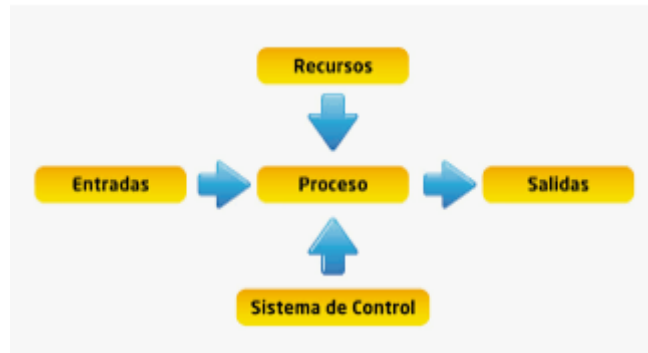 Recursos
Entradas
Proceso
Salidas
Sistema de Control